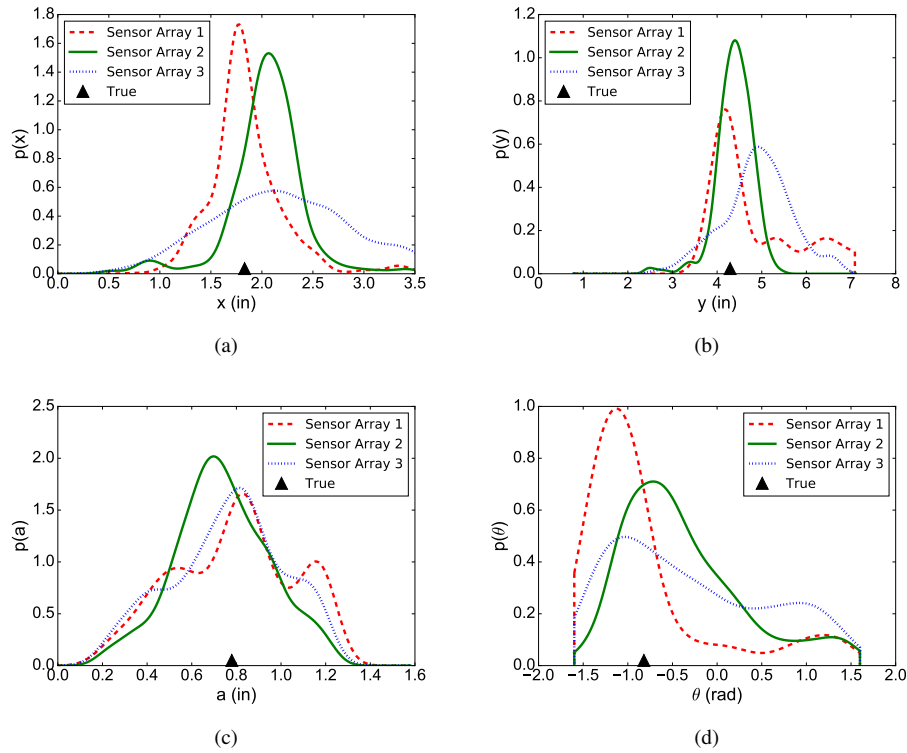 1.8
1.6
1.4
1.2
1.0
0.8
0.6
0.4
0.2
0.0
p(x)
Sensor Array 1
Sensor Array 2
Sensor Array 3
True
0.0 0.5 1.0 1.5 2.0 2.5 3.0 3.5
x (in)
(a)
1.2
1.0
0.8
0.6
0.4
0.2
0.0
p(y)
Sensor Array 1
Sensor Array 2
Sensor Array 3
True
0 1 2 3 4 5 6 7 8
y (in)
(b)
2.5
2.0
1.5
1.0
0.5
0.0
p(a)
Sensor Array 1
Sensor Array 2
Sensor Array 3
True
0.0 0.2 0.4 0.6 0.8 1.0 1.2 1.4 1.6
a (in)
(c)
1.0
0.8
0.6
0.4
0.2
0.0
p(θ)
Sensor Array 1
Sensor Array 2
Sensor Array 3
True
−2.0 −1.5 −1.0 −0.5 0.0 0.5 1.0 1.5 2.0
θ (rad)
(d)